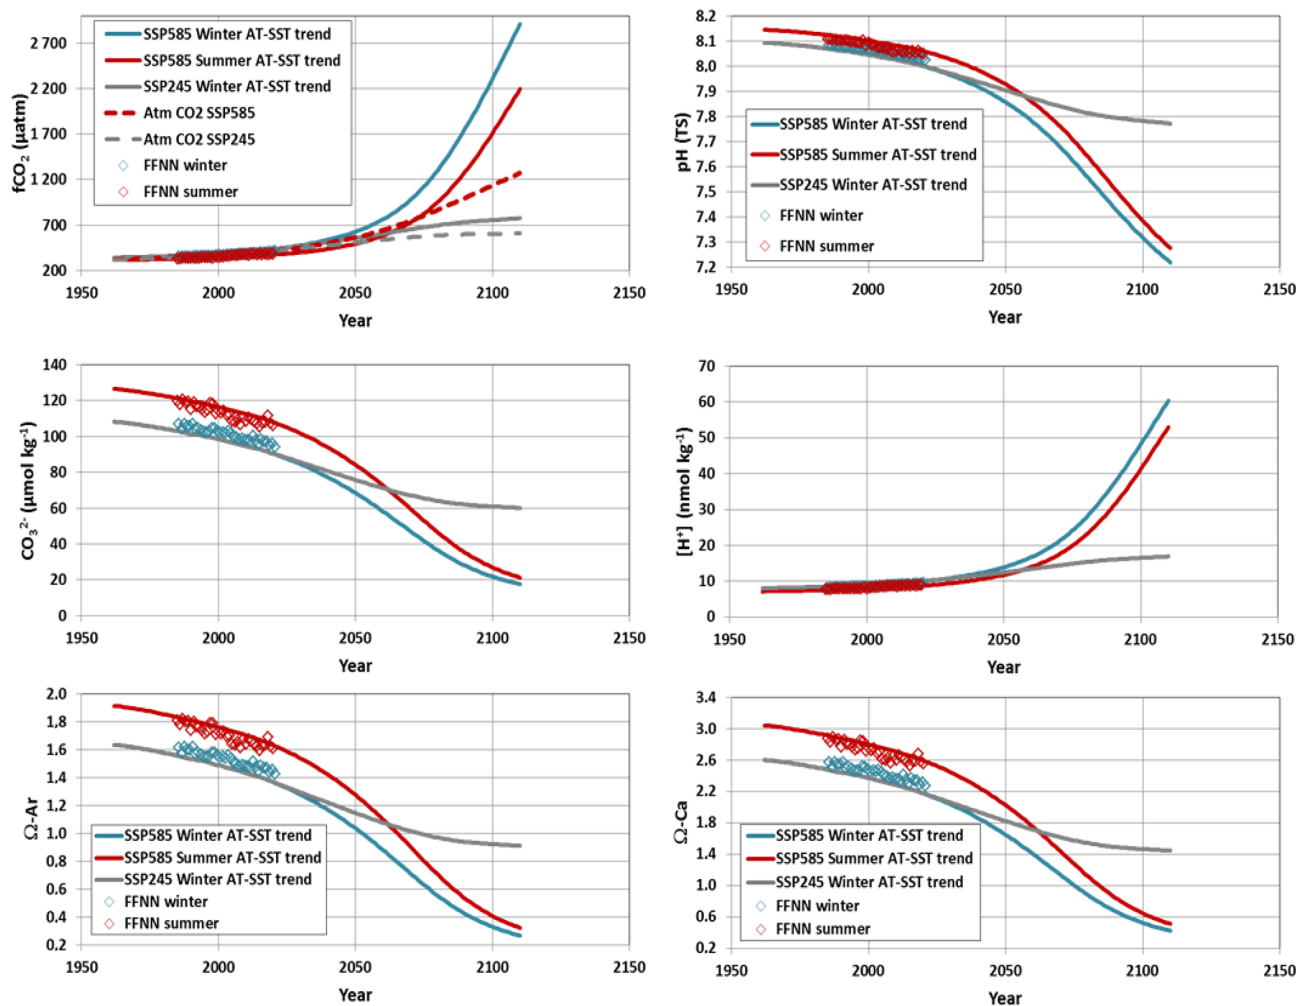 fCO₂ (µatm)
2 700
2 200
1 700
1 200
700
200
SSP585 Winter AT-SST trend
SSP585 Summer AT-SST trend
SSP245 Winter AT-SST trend
Atm CO2 SSP585
Atm CO2 SSP245
FFNN winter
FFNN summer
1950 2000 2050 2100 2150
Year
pH (TS)
8.2
8.1
8.0
7.9
7.8
7.7
7.6
7.5
7.4
7.3
7.2
SSP585 Winter AT-SST trend
SSP585 Summer AT-SST trend
SSP245 Winter AT-SST trend
FFNN winter
FFNN summer
1950 2000 2050 2100 2150
Year
CO₃²⁻ (µmol kg⁻¹)
140
120
100
80
60
40
20
0
1950 2000 2050 2100 2150
Year
[H⁺] (nmol kg⁻¹)
70
60
50
40
30
20
10
0
1950 2000 2050 2100 2150
Year
Ω-Ar
2.0
1.8
1.6
1.4
1.2
1.0
0.8
0.6
0.4
0.2
SSP585 Winter AT-SST trend
SSP585 Summer AT-SST trend
SSP245 Winter AT-SST trend
FFNN winter
FFNN summer
1950 2000 2050 2100 2150
Year
Ω-Ca
3.4
3.0
2.6
2.2
1.8
1.4
1.0
0.6
0.2
SSP585 Winter AT-SST trend
SSP585 Summer AT-SST trend
SSP245 Winter AT-SST trend
FFNN winter
FFNN summer
1950 2000 2050 2100 2150
Year